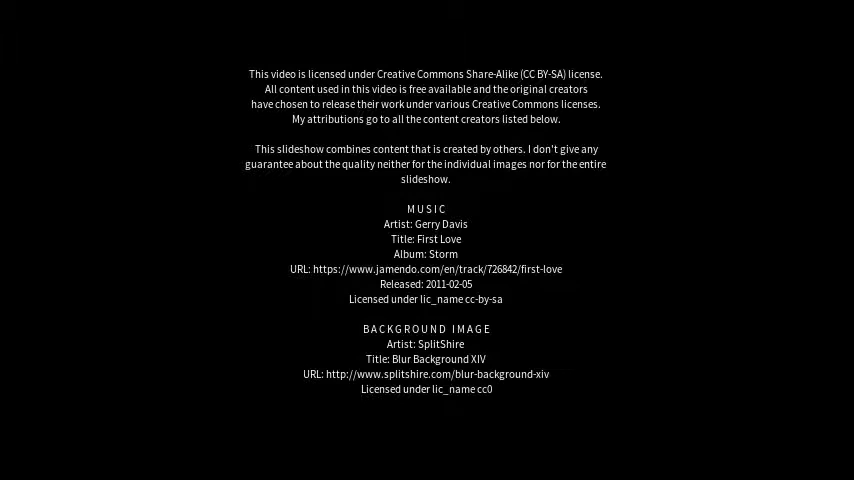 This video is licensed under Creative Commons Share-Alike (CC BY-SA) license.
All content used in this video is free available and the original creators
have chosen to release their work under various Creative Commons licenses.
My attributions go to all the content creators listed below.
This slideshow combines content that is created by others. I don't give any
guarantee about the quality neither for the individual images nor for the entire
slideshow.
MUSIC
Artist: Gerry Davis
Title: First Love
Album: Storm
URL: https://www.jamendo.com/en/track/726842/first-love
Released: 2011-02-05
Licensed under lic_name cc-by-sa
BACKGROUND IMAGE
Artist: SplitShire
Title: Blur Background XIV
URL: http://www.splitshire.com/blur-background-xiv
Licensed under lic_name cc0